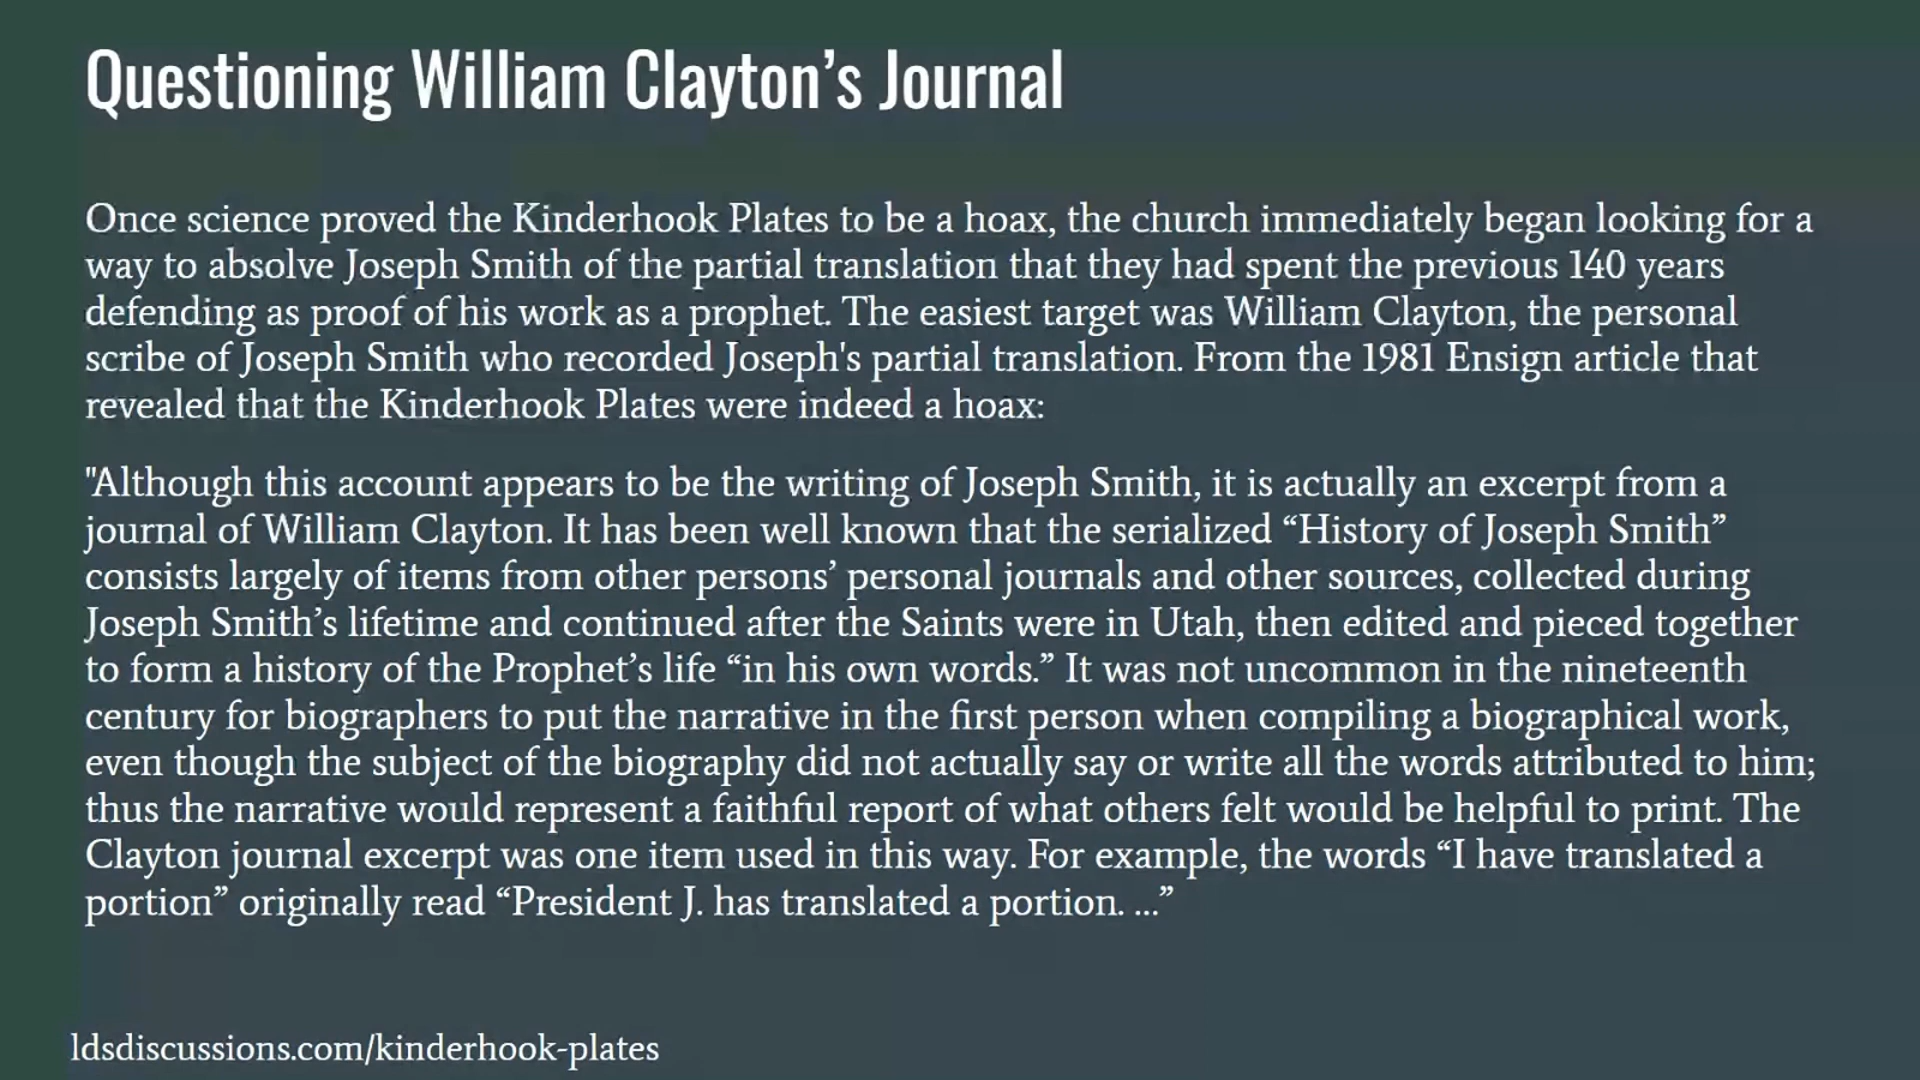 Questioning William Clayton’s Journal
Once science proved the Kinderhook Plates to be a hoax, the church immediately began looking for a
way to absolve Joseph Smith of the partial translation that they had spent the previous 140 years
defending as proof of his work as a prophet. The easiest target was William Clayton, the personal
scribe of Joseph Smith who recorded Joseph's partial translation. From the 1981 Ensign article that
revealed that the Kinderhook Plates were indeed a hoax:
"Although this account appears to be the writing of Joseph Smith, it is actually an excerpt from a
journal of William Clayton. It has been well known that the serialized “History of Joseph Smith”
consists largely of items from other persons’ personal journals and other sources, collected during
Joseph Smith’s lifetime and continued after the Saints were in Utah, then edited and pieced together
to form a history of the Prophet’s life “in his own words.” It was not uncommon in the nineteenth
century for biographers to put the narrative in the first person when compiling a biographical work,
even though the subject of the biography did not actually say or write all the words attributed to him;
thus the narrative would represent a faithful report of what others felt would be helpful to print. The
Clayton journal excerpt was one item used in this way. For example, the words “I have translated a
portion” originally read “President J. has translated a portion. ...”
ldsdiscussions.com/kinderhook-plates